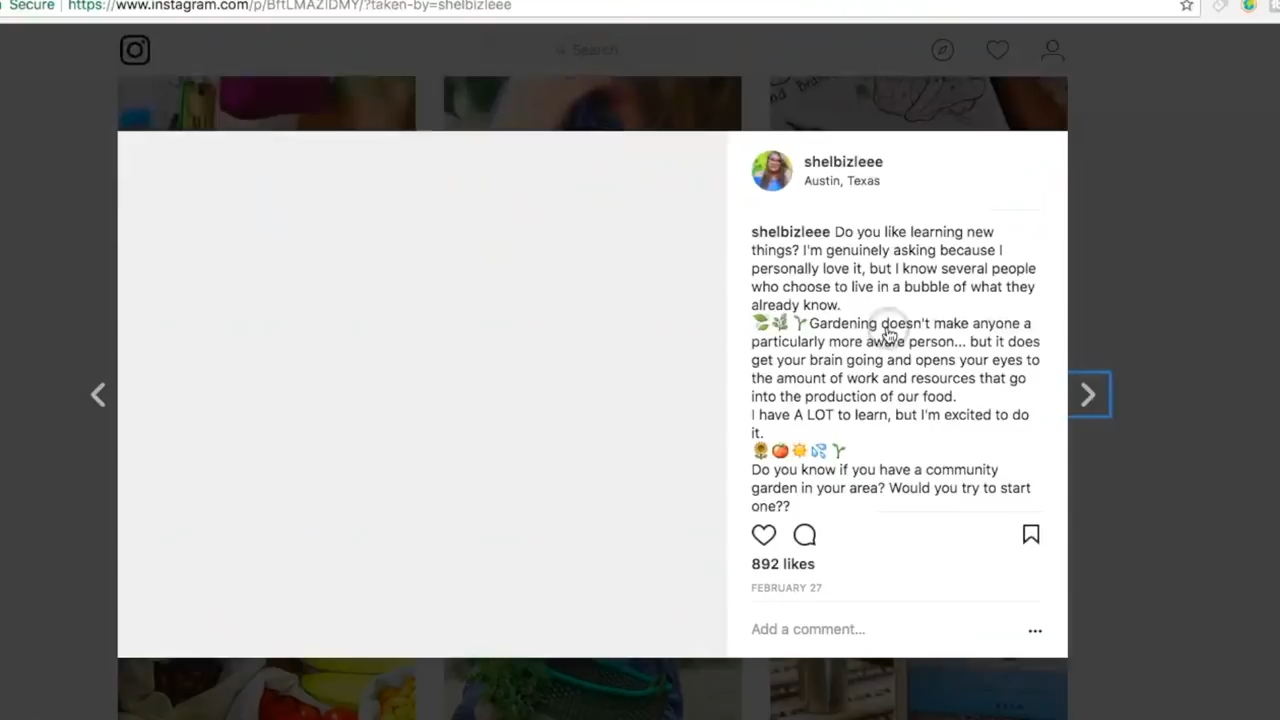 Secure https://www.instagram.com/p/BftLMAZlDMY/?taken-by=shelbizleee
Search
shelbizleee
Austin, Texas
shelbizleee Do you like learning new
things? I'm genuinely asking because I
personally love it, but I know several people
who choose to live in a bubble of what they
already know.
🍃🌿🌱Gardening doesn't make anyone a
particularly more aware person... but it does
get your brain going and opens your eyes to
the amount of work and resources that go
into the production of our food.
I have A LOT to learn, but I'm excited to do
it.
🌻🍅☀️💦🌱
Do you know if you have a community
garden in your area? Would you try to start
one??
892 likes
FEBRUARY 27
Add a comment...